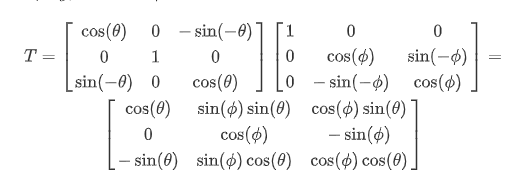 T = [ cos(θ) 0 − sin(−θ) ; 0 1 0 ; sin(−θ) 0 cos(θ) ] [ 1 0 0 ; 0 cos(ϕ) sin(−ϕ) ; 0 − sin(−ϕ) cos(ϕ) ] =
[ cos(θ) sin(ϕ) sin(θ) cos(ϕ) sin(θ) ; 0 cos(ϕ) − sin(ϕ) ; − sin(θ) sin(ϕ) cos(θ) cos(ϕ) cos(θ) ]